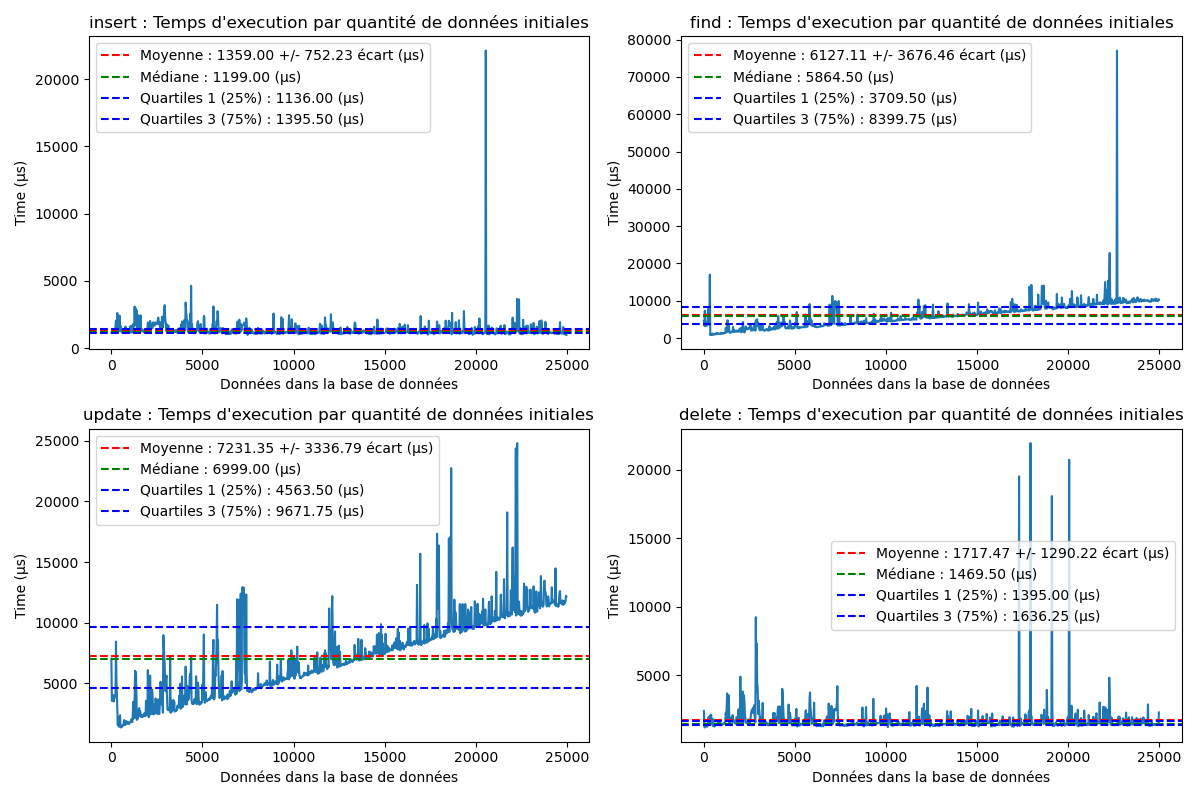 insert : Temps d'execution par quantité de données initiales
Moyenne : 1359.00 +/- 752.23 écart (µs)
Médiane : 1199.00 (µs)
Quartiles 1 (25%) : 1136.00 (µs)
Quartiles 3 (75%) : 1395.50 (µs)
Time (µs)
20000
15000
10000
5000
0
0 5000 10000 15000 20000 25000
Données dans la base de données
find : Temps d'execution par quantité de données initiales
Moyenne : 6127.11 +/- 3676.46 écart (µs)
Médiane : 5864.50 (µs)
Quartiles 1 (25%) : 3709.50 (µs)
Quartiles 3 (75%) : 8399.75 (µs)
Time (µs)
80000
70000
60000
50000
40000
30000
20000
10000
0
0 5000 10000 15000 20000 25000
Données dans la base de données
update : Temps d'execution par quantité de données initiales
Moyenne : 7231.35 +/- 3336.79 écart (µs)
Médiane : 6999.00 (µs)
Quartiles 1 (25%) : 4563.50 (µs)
Quartiles 3 (75%) : 9671.75 (µs)
Time (µs)
25000
20000
15000
10000
5000
0 5000 10000 15000 20000 25000
Données dans la base de données
delete : Temps d'execution par quantité de données initiales
Moyenne : 1717.47 +/- 1290.22 écart (µs)
Médiane : 1469.50 (µs)
Quartiles 1 (25%) : 1395.00 (µs)
Quartiles 3 (75%) : 1636.25 (µs)
Time (µs)
20000
15000
10000
5000
0 5000 10000 15000 20000 25000
Données dans la base de données